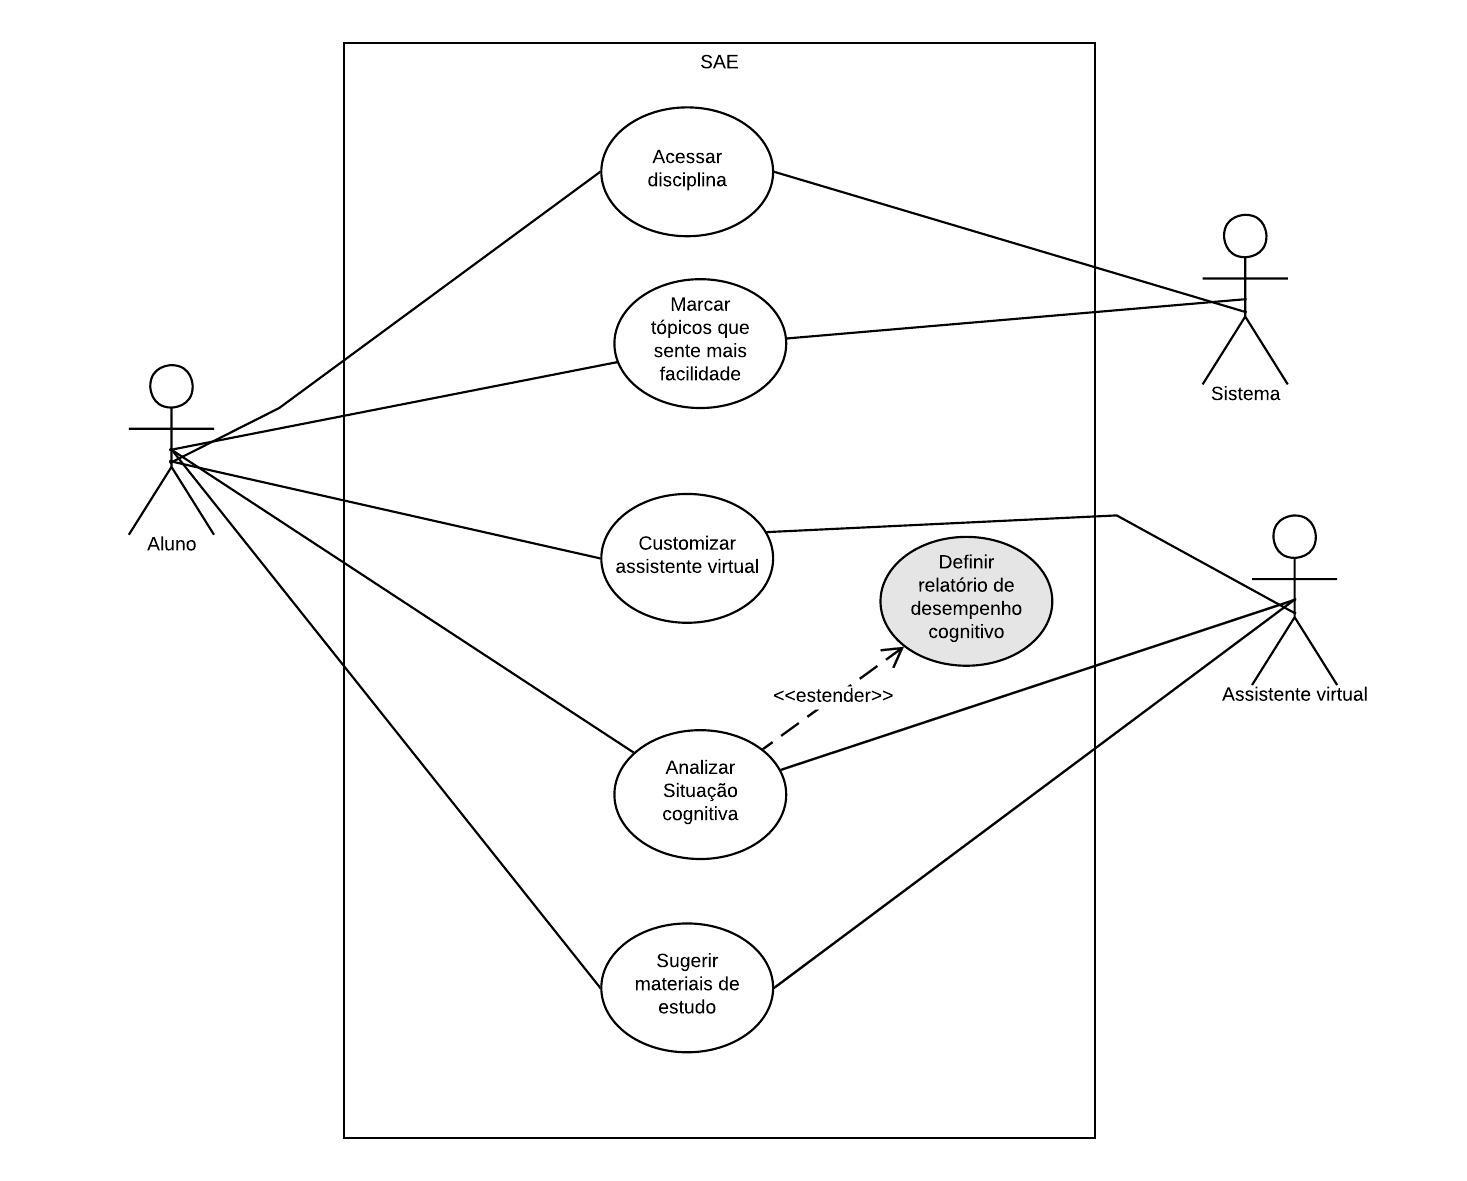 SAE
Acessar
disciplina
Marcar
tópicos que
sente mais
facilidade
Sistema
Aluno
Customizar
assistente virtual
Definir
relatório de
desempenho
cognitivo
<<estender>>
Assistente virtual
Analizar
Situação
cognitiva
Sugerir
materiais de
estudo